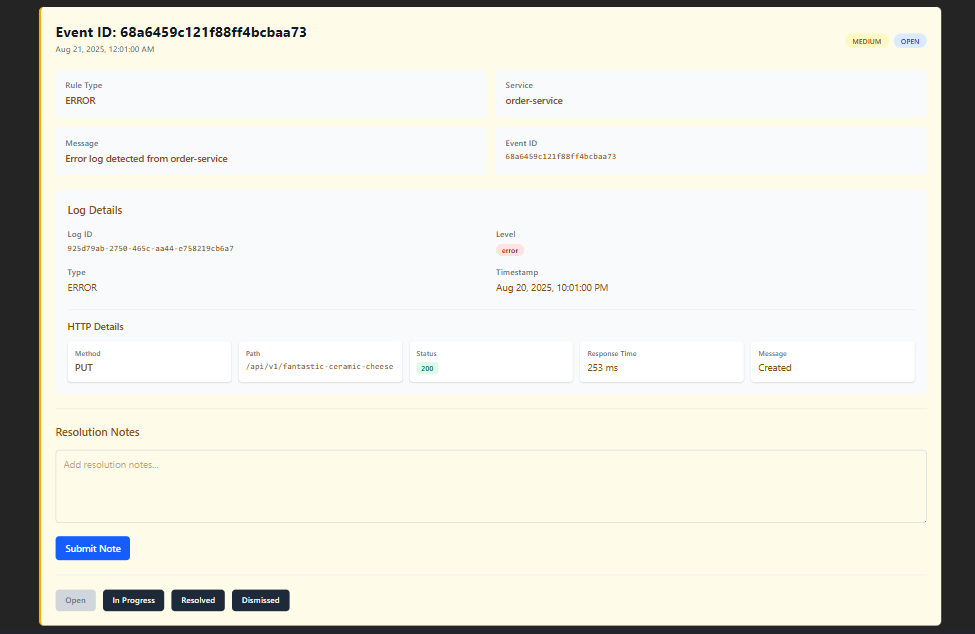 Event ID: 68a6459c121f88ff4bcbaa73
Aug 21, 2025, 12:01:00 AM
MEDIUM
OPEN
Rule Type
ERROR
Service
order-service
Message
Error log detected from order-service
Event ID
68a6459c121f88ff4bcbaa73
Log Details
Log ID
925d79ab-2750-465c-aa44-e758219cb6a7
Level
error
Type
ERROR
Timestamp
Aug 20, 2025, 10:01:00 PM
HTTP Details
Method
PUT
Path
/api/v1/fantastic-ceramic-cheese
Status
200
Response Time
253 ms
Message
Created
Resolution Notes
Add resolution notes...
Submit Note
Open
In Progress
Resolved
Dismissed